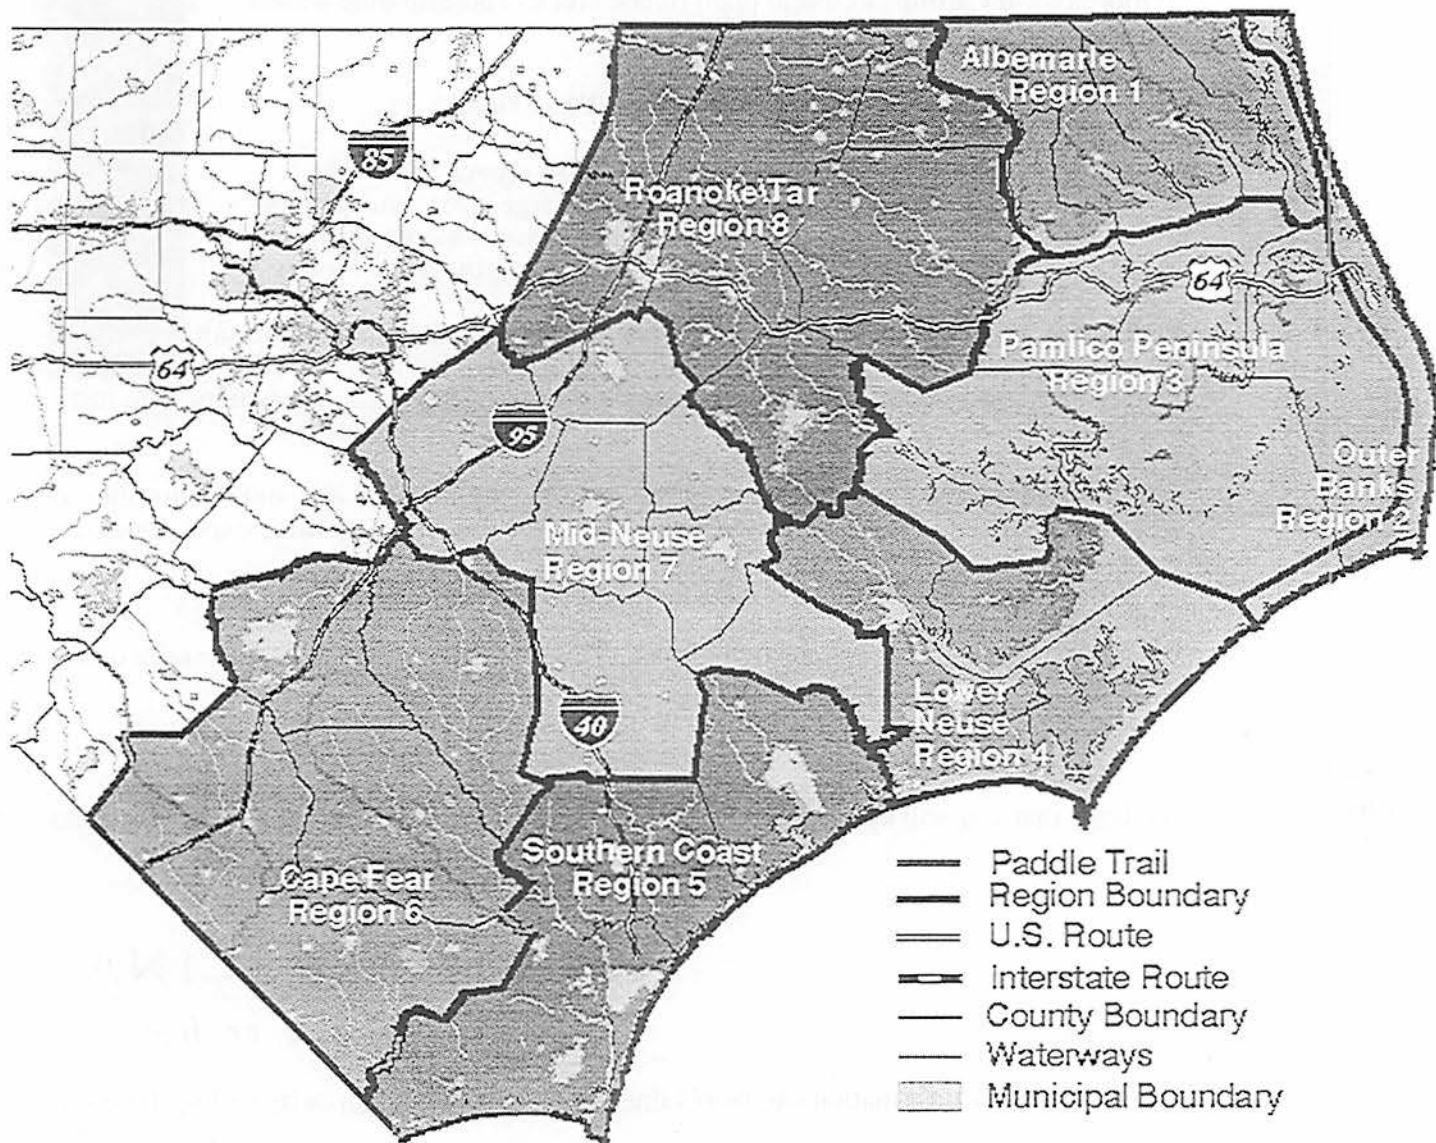 Albemarle
Region 1
85
Roanoke Tar
Region 8
64
64
Pamlico Peninsula
Region 3
95
Outer
Banks
Region 2
Mid-Neuse
Region 7
Lower
Neuse
Region 4
40
Southern Coast
Region 5
Cape Fear
Region 6
Paddle Trail
Region Boundary
U.S. Route
Interstate Route
County Boundary
Waterways
Municipal Boundary